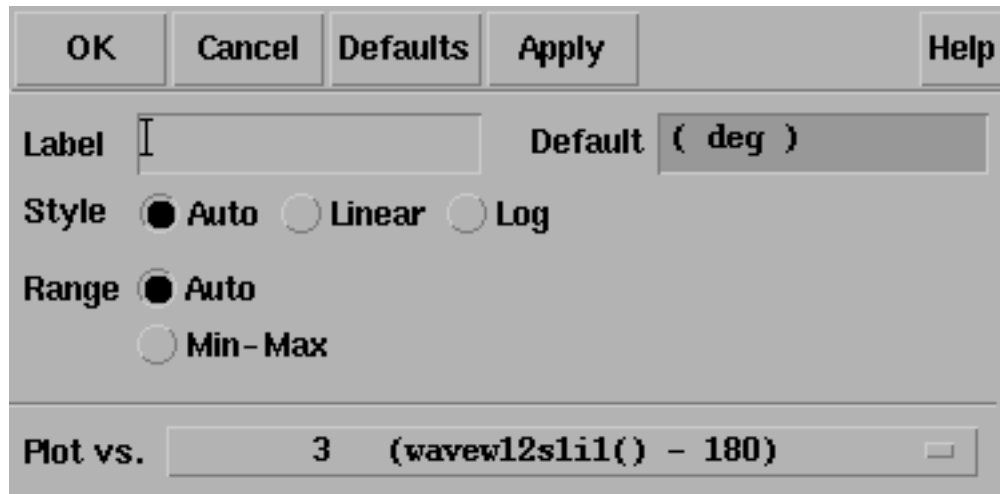 OK Cancel Defaults Apply Help
Label Default ( deg )
Style Auto Linear Log
Range Auto
Min-Max
Plot vs. 3 (wavew12s1i1() - 180)